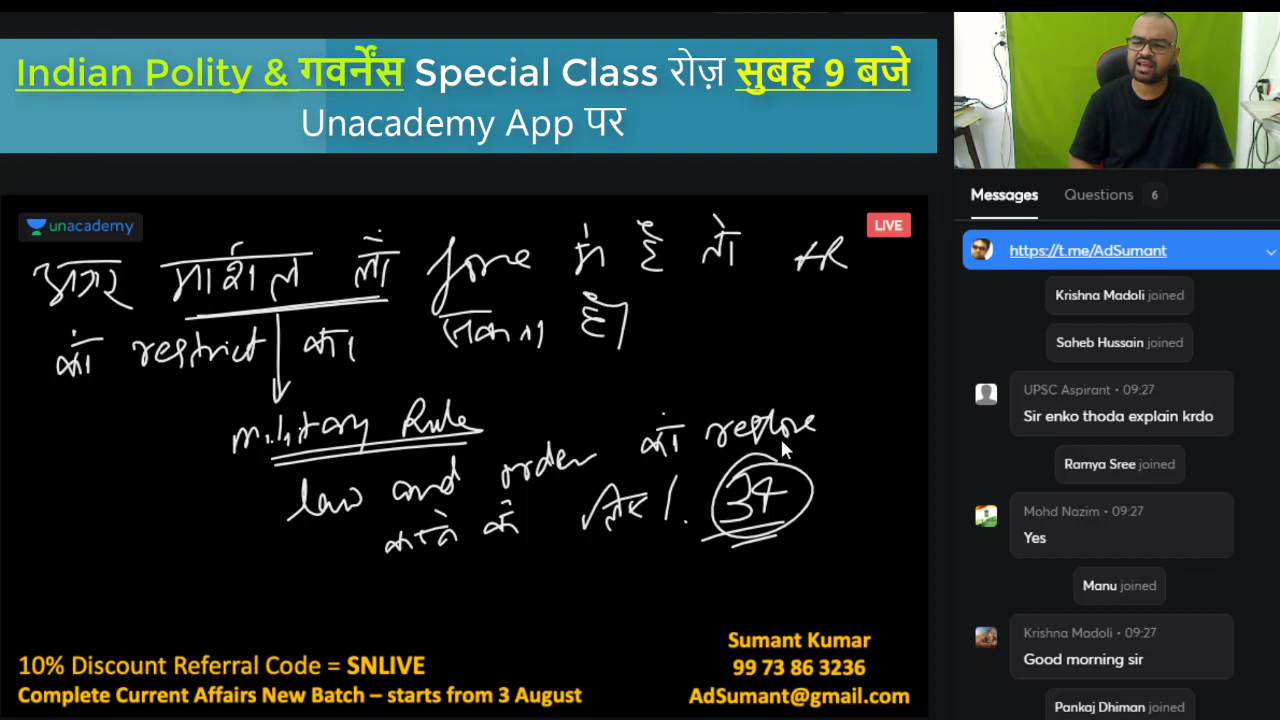 Indian Polity & गवर्नेंस Special Class रोज़ सुबह 9 बजे
Unacademy App पर
unacademy
LIVE
अगर मार्शल लॉ force में है तो FR
को restrict का सकता है।
military Rule
law and order को restore
करने के लिए । 34
10% Discount Referral Code = SNLIVE
Complete Current Affairs New Batch – starts from 3 August
Sumant Kumar
99 73 86 3236
AdSumant@gmail.com
Messages
Questions 6
https://t.me/AdSumant
Krishna Madoli joined
Saheb Hussain joined
UPSC Aspirant • 09:27
Sir enko thoda explain krdo
Ramya Sree joined
Mohd Nazim • 09:27
Yes
Manu joined
Krishna Madoli • 09:27
Good morning sir
Pankaj Dhiman joined